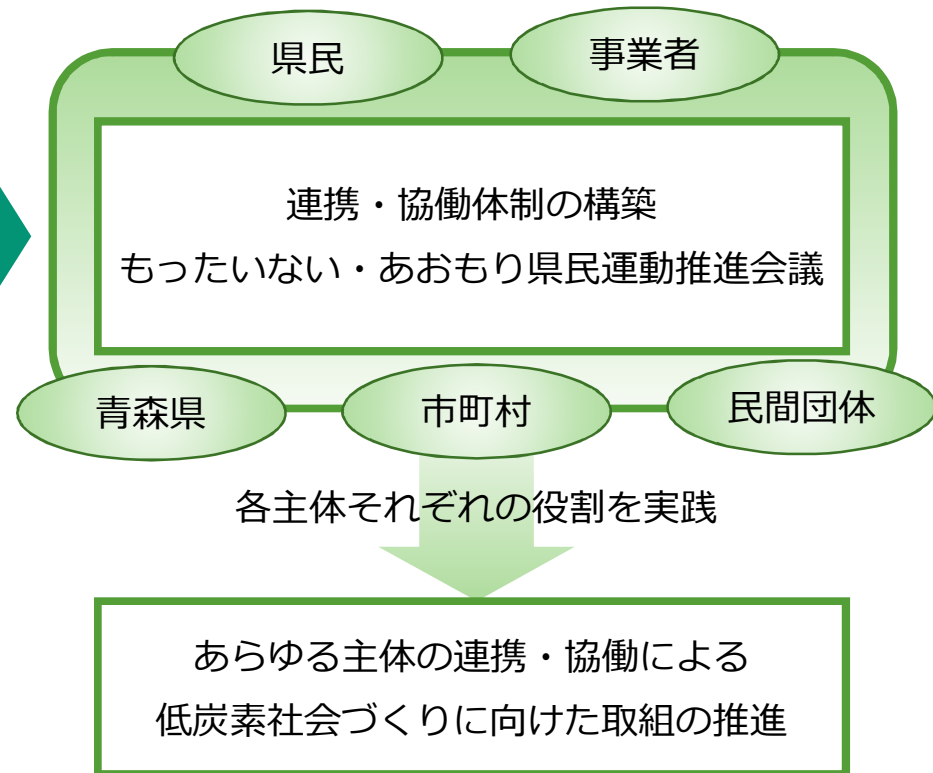 県民
事業者
連携・協働体制の構築
もったいない・あおもり県民運動推進会議
青森県
市町村
民間団体
各主体それぞれの役割を実践
あらゆる主体の連携・協働による
低炭素社会づくりに向けた取組の推進